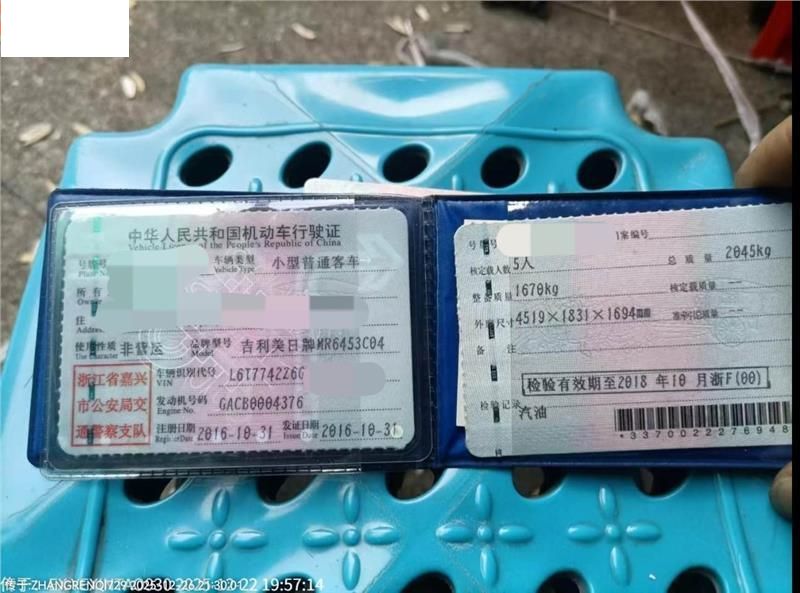 中华人民共和国机动车行驶证
Vehicle License of the People's Republic of China
号牌号
Plate No.
车辆类型
Vehicle Type
小型普通客车
所有
Owner
住
Address
使用性质
Use Character
非营运
品牌型号
Model
吉利美日牌MR6453C04
浙江省嘉兴
市公安局交
通警察支队
车辆识别代号
VIN
L6T7742Z6G
发动机号码
Engine No.
GACB0004376
注册日期
Register Date
2016-10-31
发证日期
Issue Date
2016-10-31
号牌号
核定载人数
5人
总质量
2045kg
整备质量
1670kg
核定载质量
--
外廓尺寸
4519×1831×1694
准牵引总质量
--
备注
检验有效期至2018年10月浙F(00)
检验记录
汽油
*3370022276948
2025-12-22 19:57:14